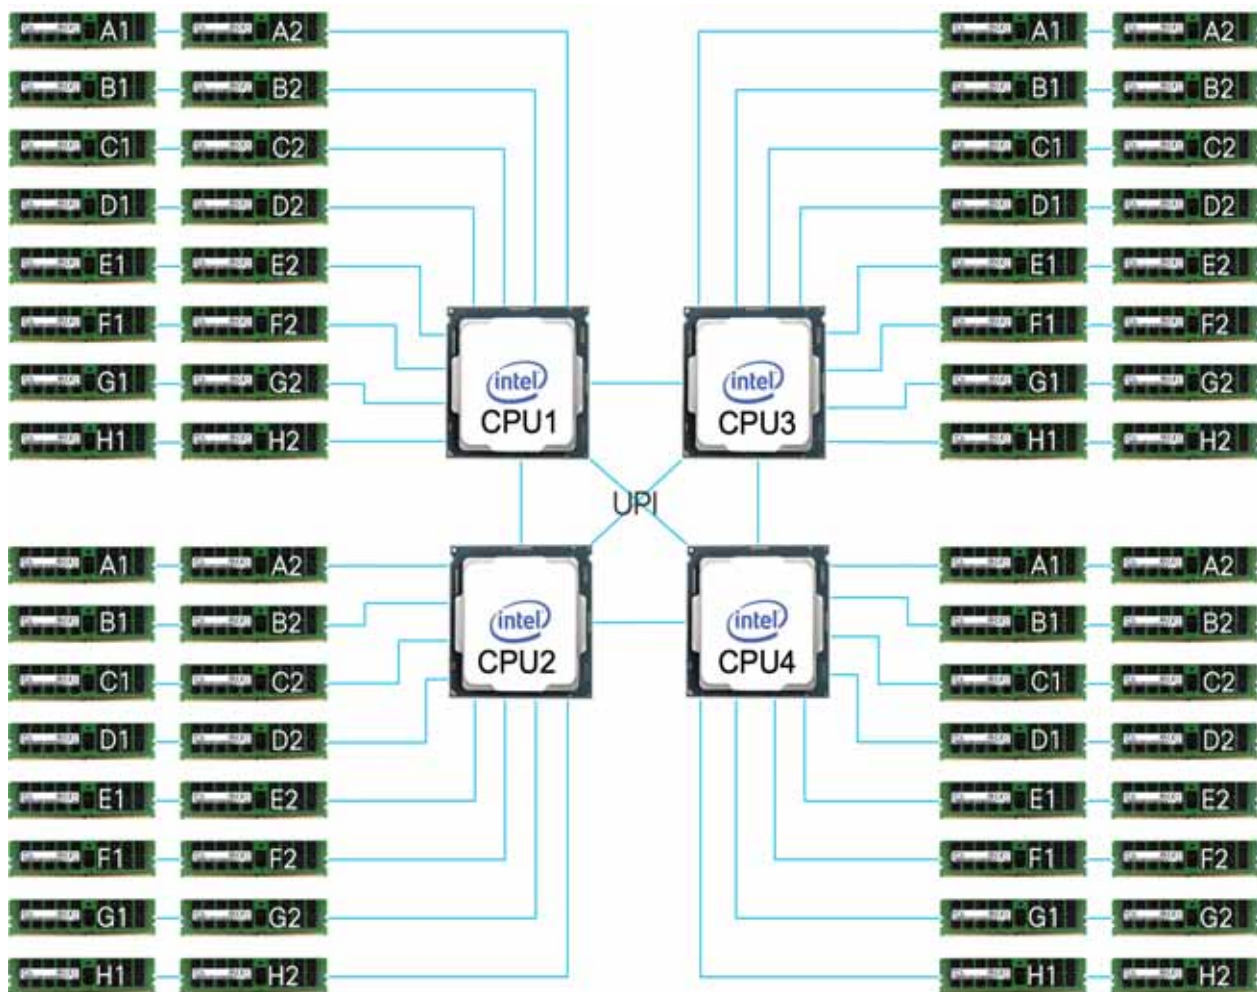 A1 A2 A1 A2
B1 B2 B1 B2
C1 C2 C1 C2
D1 D2 D1 D2
E1 E2 E1 E2
F1 F2 F1 F2
G1 G2 G1 G2
intel intel
CPU1 CPU3
H1 H2 H1 H2
UPI
A1 A2 A1 A2
B1 B2 B1 B2
intel intel
CPU2 CPU4
C1 C2 C1 C2
D1 D2 D1 D2
E1 E2 E1 E2
F1 F2 F1 F2
G1 G2 G1 G2
H1 H2 H1 H2